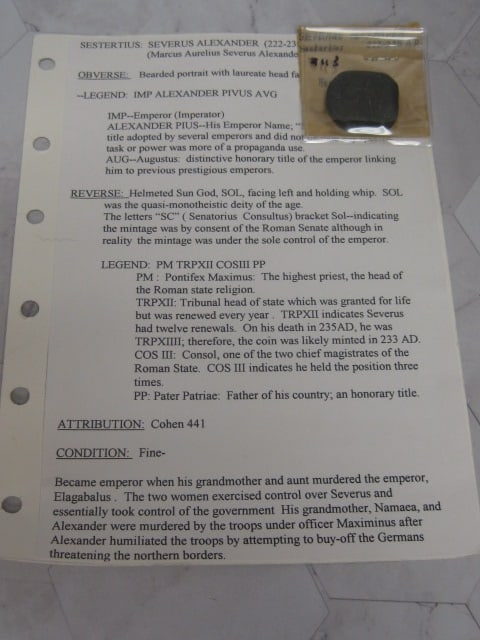 SESTERTIUS: SEVERUS ALEXANDER (222-23
(Marcus Aurelius Severus Alexande
OBVERSE: Bearded portrait with laureate head fa
--LEGEND: IMP ALEXANDER PIVUS AVG
IMP--Emperor (Imperator)
ALEXANDER PIUS--His Emperor Name; "
title adopted by several emperors and did not
task or power was more of a propaganda use.
AUG--Augustus: distinctive honorary title of the emperor linking
him to previous prestigious emperors.
REVERSE: Helmeted Sun God, SOL, facing left and holding whip. SOL
was the quasi-monotheistic deity of the age.
The letters "SC" ( Senatorius Consultus) bracket Sol--indicating
the mintage was by consent of the Roman Senate although in
reality the mintage was under the sole control of the emperor.
LEGEND: PM TRPXII COSIII PP
PM : Pontifex Maximus: The highest priest, the head of
the Roman state religion.
TRPXII: Tribunal head of state which was granted for life
but was renewed every year . TRPXII indicates Severus
had twelve renewals. On his death in 235AD, he was
TRPXIIII; therefore, the coin was likely minted in 233 AD.
COS III: Consol, one of the two chief magistrates of the
Roman State. COS III indicates he held the position three
times.
PP: Pater Patriae: Father of his country; an honorary title.
ATTRIBUTION: Cohen 441
CONDITION: Fine-
Became emperor when his grandmother and aunt murdered the emperor,
Elagabalus . The two women exercised control over Severus and
essentially took control of the government His grandmother, Namaea, and
Alexander were murdered by the troops under officer Maximinus after
Alexander humiliated the troops by attempting to buy-off the Germans
threatening the northern borders.